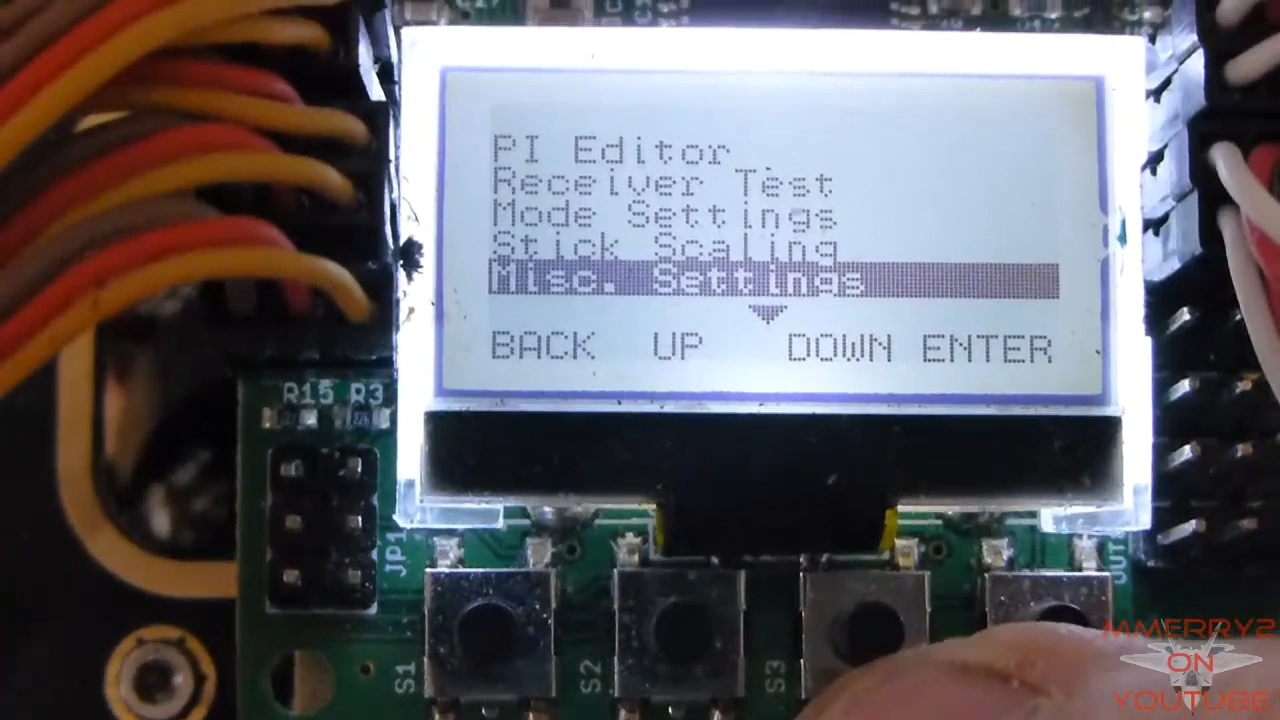 PI Editor
Receiver Test
Mode Settings
Stick Scaling
Misc. Settings
BACK UP DOWN ENTER
R15 R3
JP1
S1
S2
S3
MMERRY2
ON
YOUTUBE